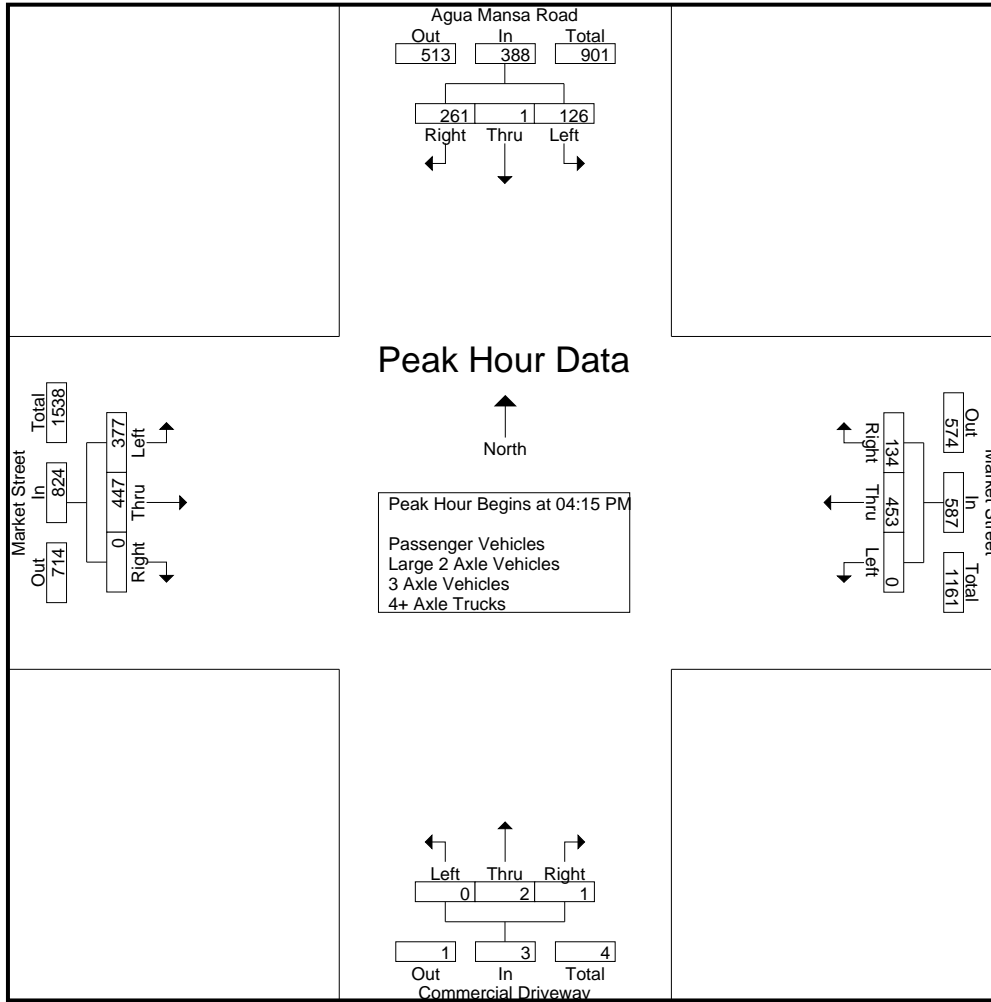 Agua Mansa Road
Out In Total
513 388 901
261 1 126
Right Thru Left
Peak Hour Data
North
Peak Hour Begins at 04:15 PM
Passenger Vehicles
Large 2 Axle Vehicles
3 Axle Vehicles
4+ Axle Trucks
Market Street
Total In Out
1538 824 714
377 447 0
Left Thru Right
Right Thru Left
134 453 0
574 587 1161
Out In Total
Market Street
Left Thru Right
0 2 1
1 3 4
Out In Total
Commercial Driveway